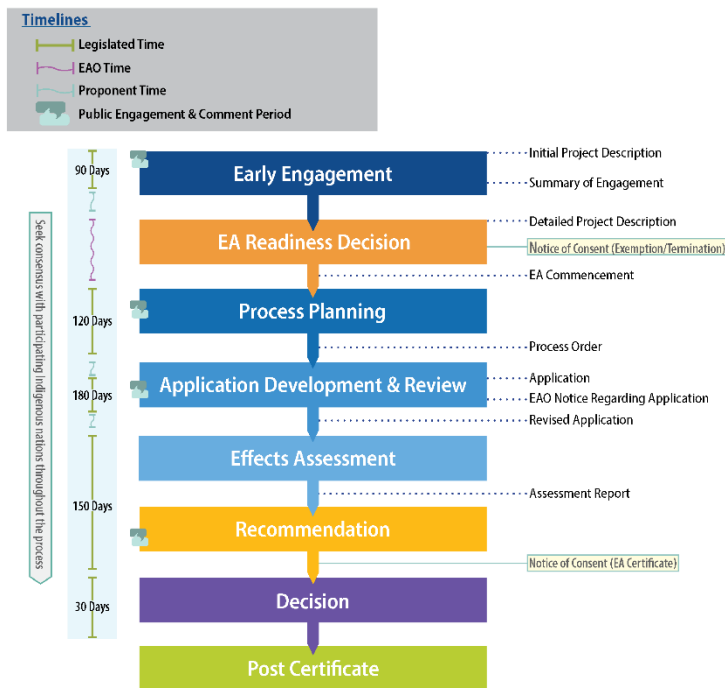 Timelines
Legislated Time
EAO Time
Proponent Time
Public Engagement & Comment Period
90 Days
Early Engagement
Initial Project Description
Summary of Engagement
Seek consensus with participating Indigenous nations throughout the process
EA Readiness Decision
Detailed Project Description
Notice of Consent (Exemption/Termination)
EA Commencement
120 Days
Process Planning
Process Order
180 Days
Application Development & Review
Application
EAO Notice Regarding Application
Revised Application
150 Days
Effects Assessment
Assessment Report
Recommendation
Notice of Consent (EA Certificate)
30 Days
Decision
Post Certificate